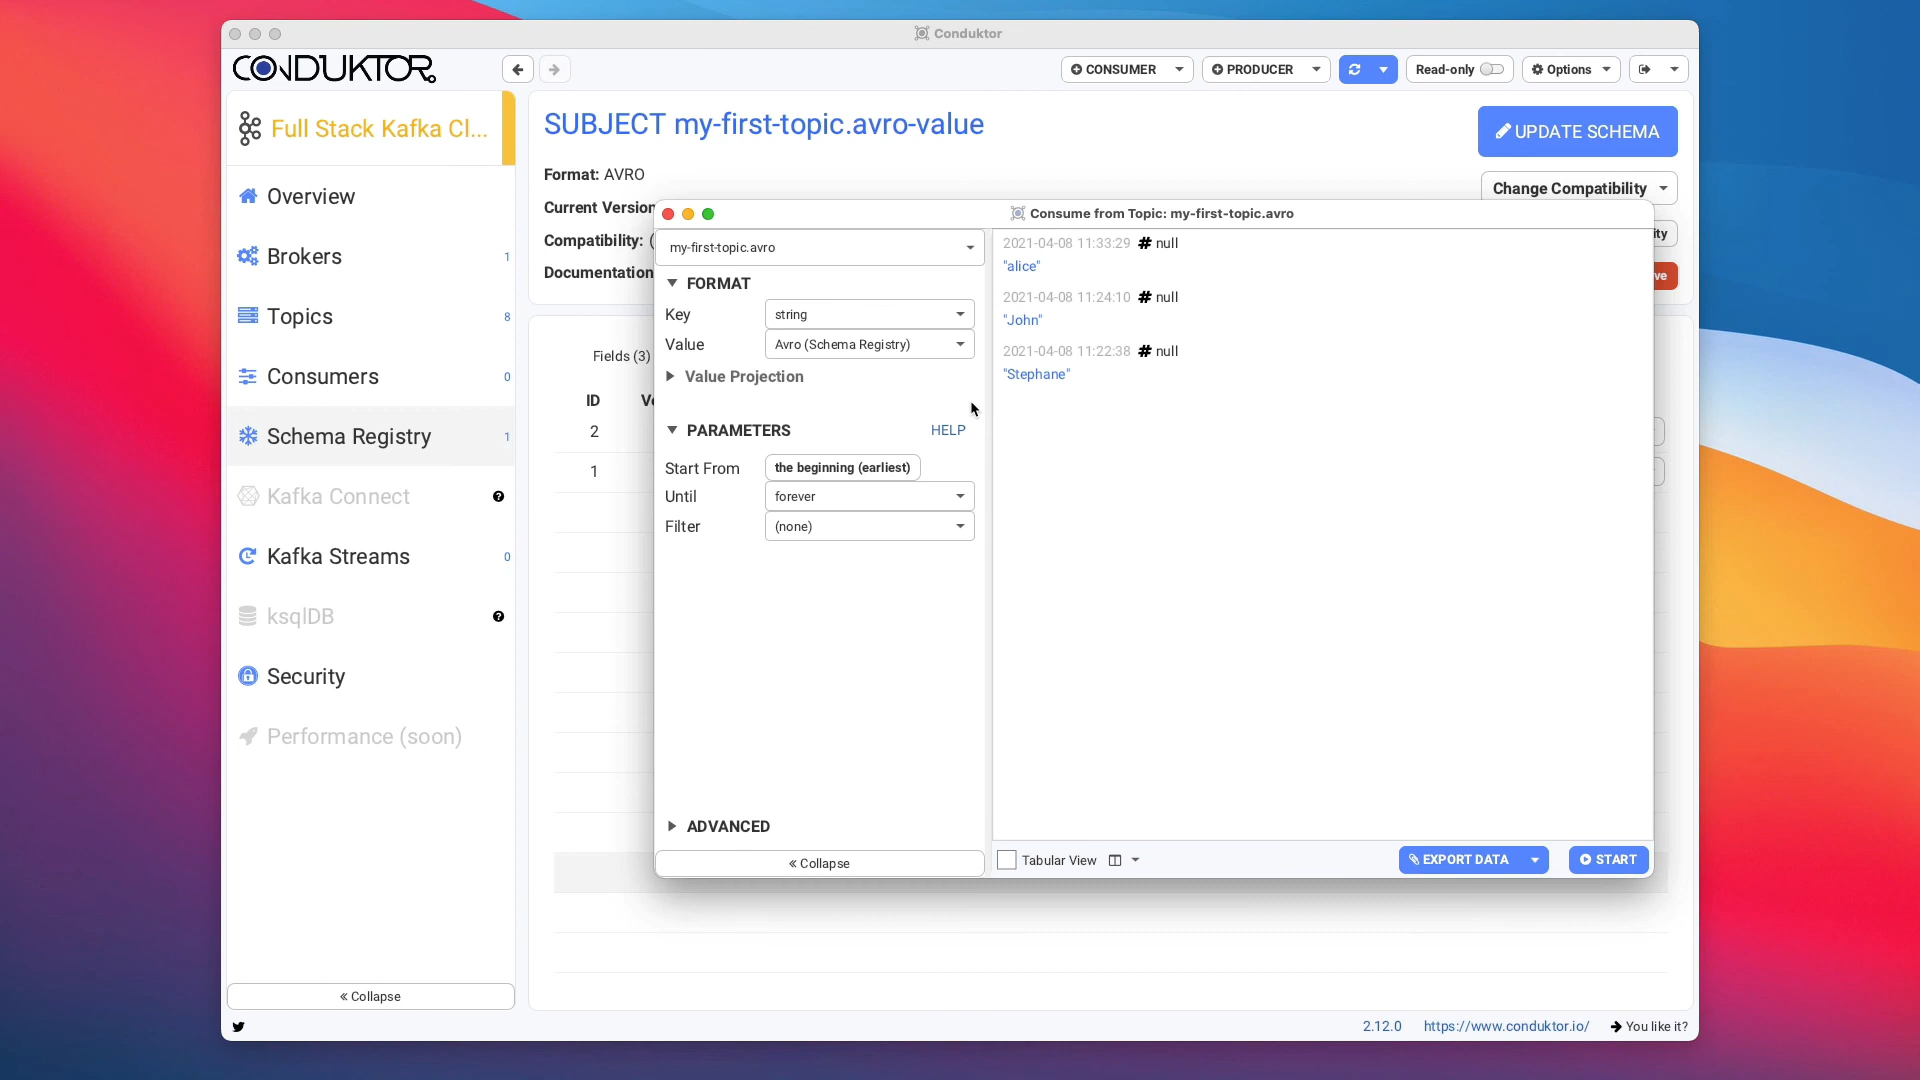 Conduktor
CONDUKTOR
CONSUMER
PRODUCER
Read-only
Options
Full Stack Kafka Cl...
SUBJECT my-first-topic.avro-value
UPDATE SCHEMA
Format: AVRO
Change Compatibility
Current Version
Compatibility: (
ity
Documentation
ve
Overview
Brokers 1
Topics 8
Consumers 0
Schema Registry 1
Kafka Connect
Kafka Streams 0
ksqlDB
Security
Performance (soon)
« Collapse
Fields (3)
ID
2
1
Consume from Topic: my-first-topic.avro
my-first-topic.avro
FORMAT
Key string
Value Avro (Schema Registry)
Value Projection
PARAMETERS HELP
Start From the beginning (earliest)
Until forever
Filter (none)
ADVANCED
« Collapse
2021-04-08 11:33:29 # null
"alice"
2021-04-08 11:24:10 # null
"John"
2021-04-08 11:22:38 # null
"Stephane"
Tabular View
EXPORT DATA
START
2.12.0 https://www.conduktor.io/ You like it?